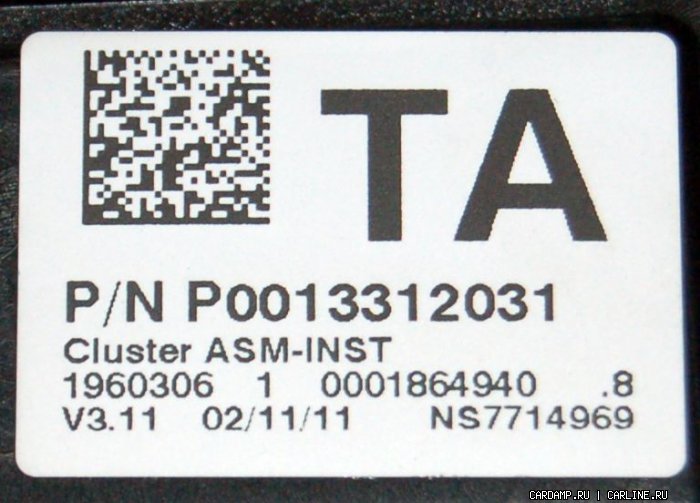 TA
P/N P0013312031
Cluster ASM-INST
1960306 1 0001864940 .8
V3.11 02/11/11 NS7714969
CARDAMP.RU | CARLINE.RU